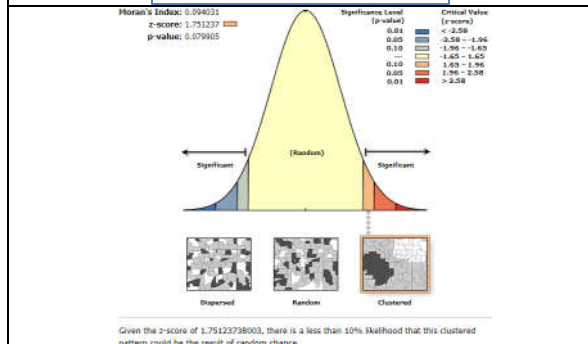 Moran's Index: 0.094031
z-score: 1.751237
p-value: 0.079905
Significance Level
(p-value)
Critical Value
(z-score)
0.01 < -2.58
0.05 -2.58 – -1.96
0.10 -1.96 – -1.65
— -1.65 – 1.65
0.10 1.65 – 1.96
0.05 1.96 – 2.58
0.01 > 2.58
Significant
(Random)
Significant
Dispersed
Random
Clustered
Given the z-score of 1.75123738003, there is a less than 10% likelihood that this clustered
pattern could be the result of random chance.